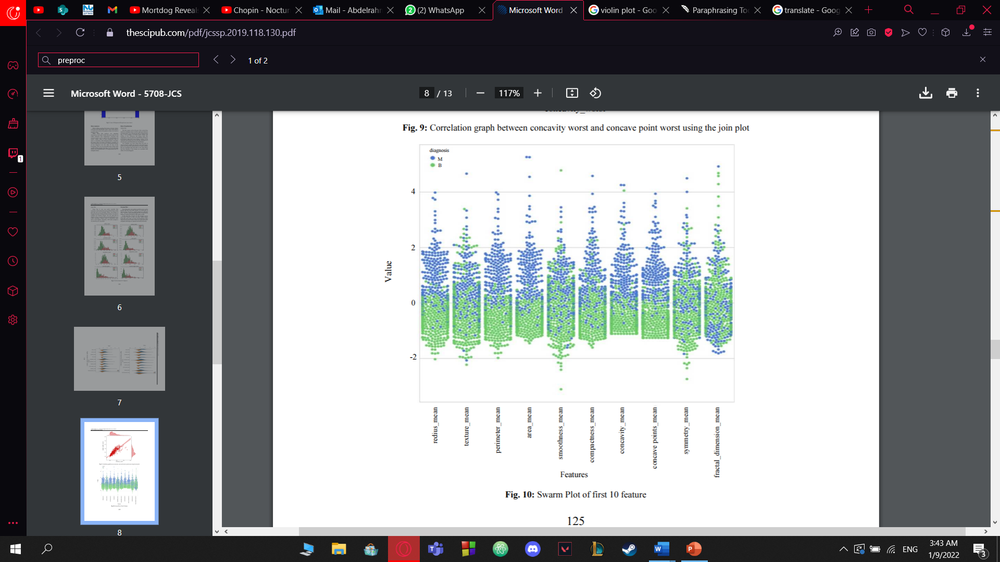 Mortdog Reveal
Chopin - Noctur
Mail - Abdelrahm
(2) WhatsApp
Microsoft Word
violin plot - Goo
Paraphrasing To
translate - Goog
thescipub.com/pdf/jcssp.2019.118.130.pdf
preproc
1 of 2
Microsoft Word - 5708-JCS
8 / 13
117%
1
5
6
7
8
Fig. 9: Correlation graph between concavity worst and concave point worst using the join plot
diagnosis
M
B
4
2
0
-2
Value
redius_mean
texture_mean
perimeter_mean
area_mean
smoothness_mean
compactness_mean
concavity_mean
concave points_mean
symmetry_mean
fractal_dimension_mean
Features
Fig. 10: Swarm Plot of first 10 feature
125
ENG
3:43 AM
1/9/2022
3